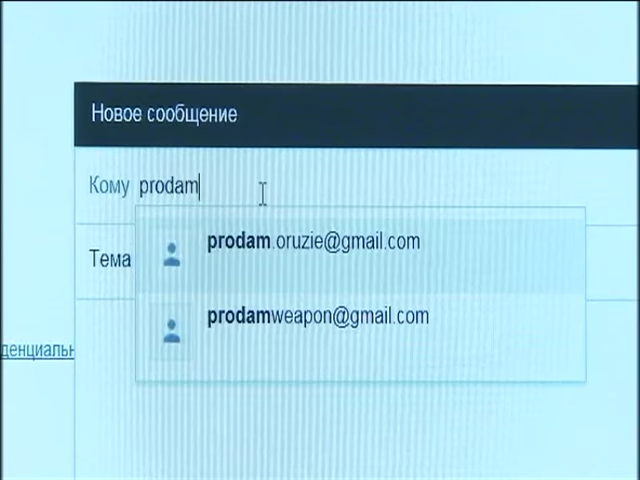 Новое сообщение
Кому prodam
prodam.oruzie@gmail.com
Тема
prodamweapon@gmail.com
денциальн